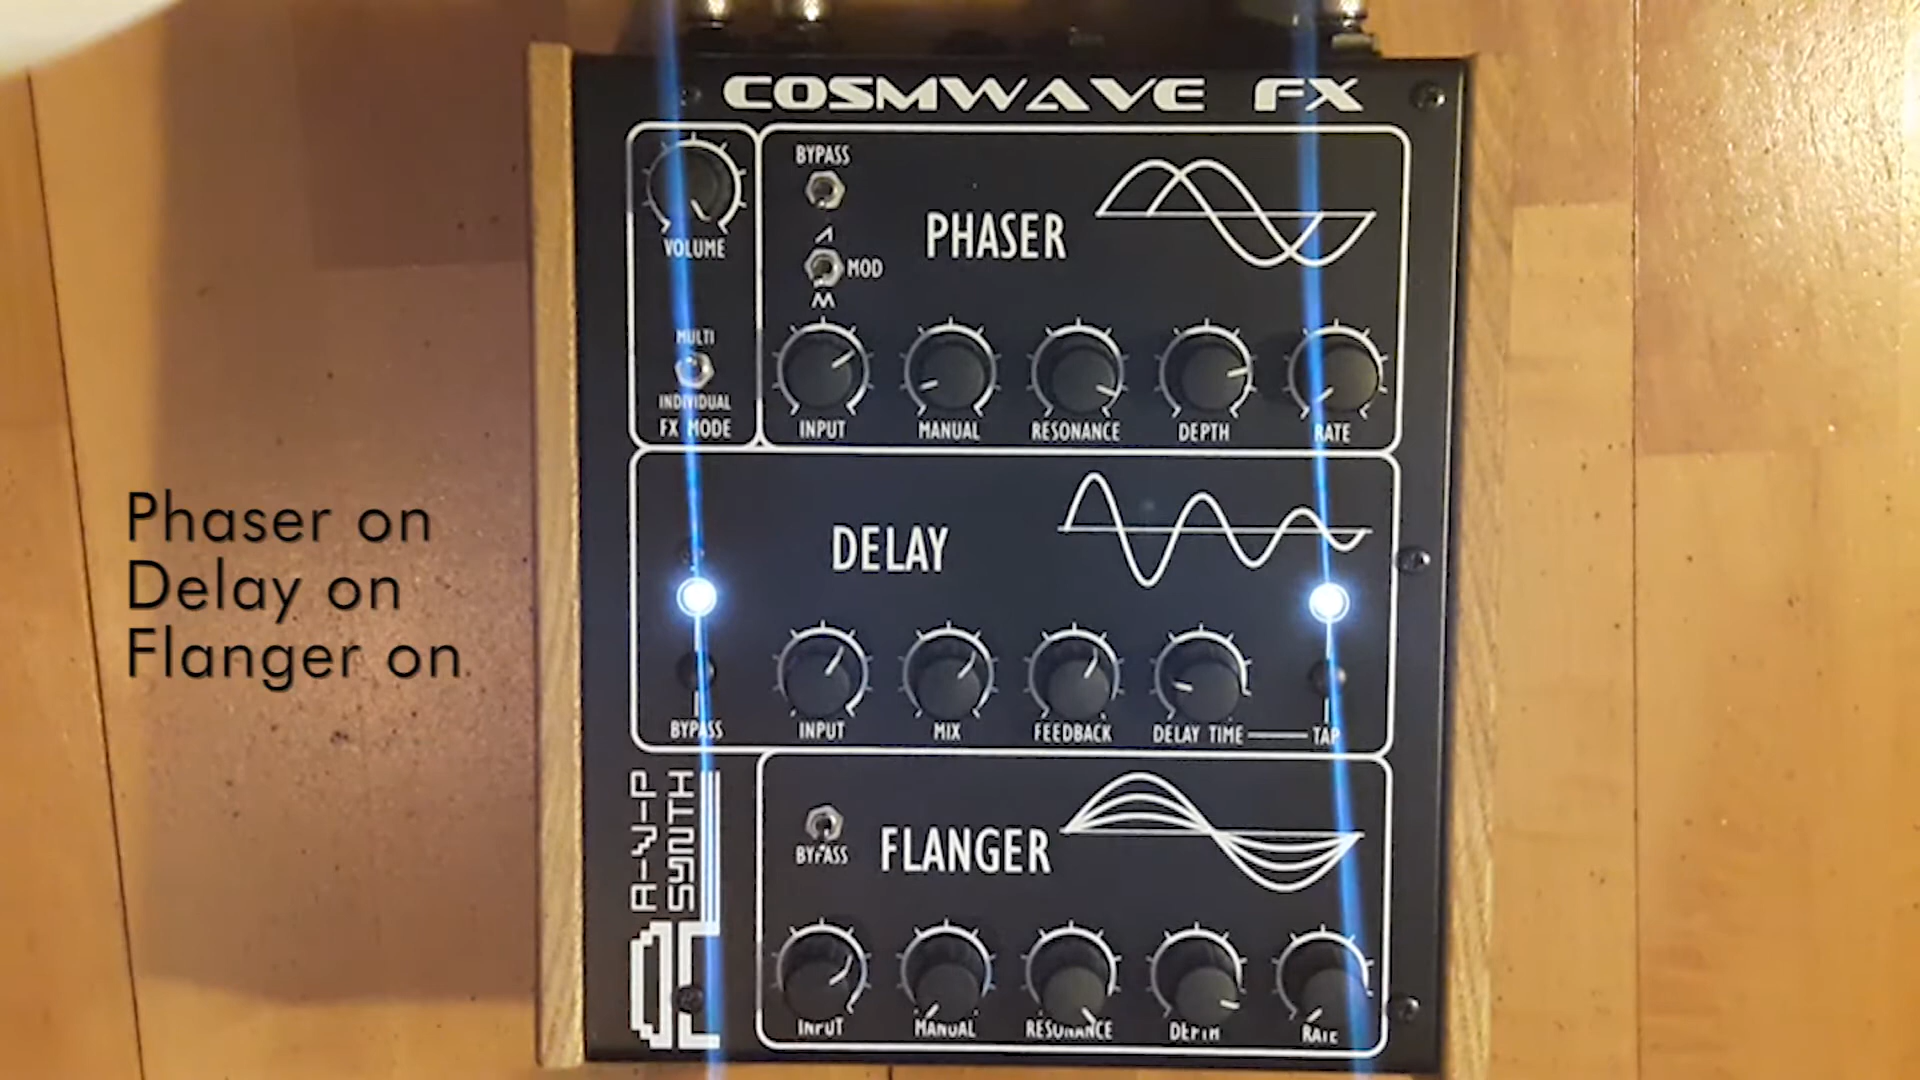 COSMWAVE FX
BYPASS
VOLUME
MOD
PHASER
MULTI
INDIVIDUAL
FX MODE
INPUT MANUAL RESONANCE DEPTH RATE
Phaser on
Delay on
Flanger on
DELAY
BYPASS INPUT MIX FEEDBACK DELAY TIME TAP
A-V-P
SYNTH
BYPASS
FLANGER
INPUT MANUAL RESONANCE DEPTH RATE